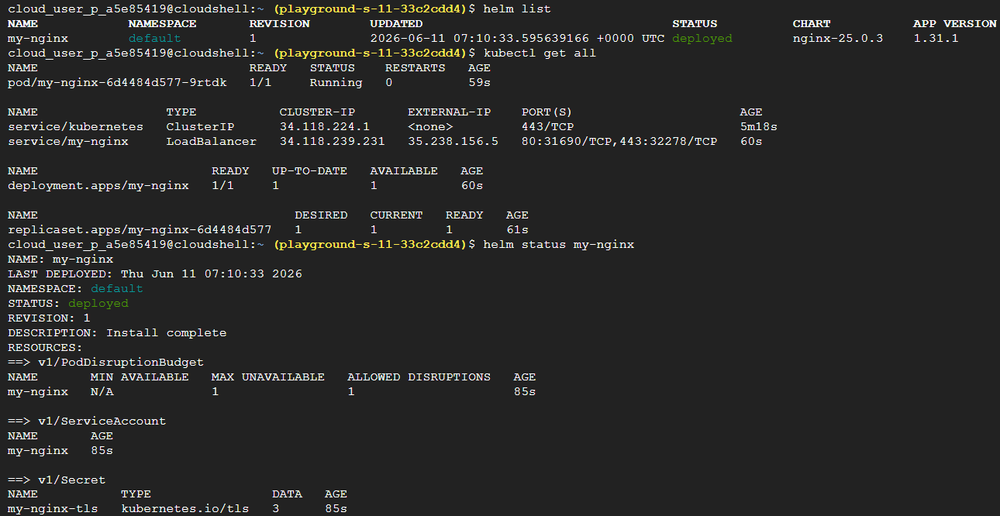 cloud_user_p_a5e85419@cloudshell:~ (playground-s-11-33c2cdd4)$ helm list
NAME NAMESPACE REVISION UPDATED STATUS CHART APP VERSION
my-nginx default 1 2026-06-11 07:10:33.595639166 +0000 UTC deployed nginx-25.0.3 1.31.1
cloud_user_p_a5e85419@cloudshell:~ (playground-s-11-33c2cdd4)$ kubectl get all
NAME READY STATUS RESTARTS AGE
pod/my-nginx-6d4484d577-9rtdk 1/1 Running 0 59s
NAME TYPE CLUSTER-IP EXTERNAL-IP PORT(S) AGE
service/kubernetes ClusterIP 34.118.224.1 <none> 443/TCP 5m18s
service/my-nginx LoadBalancer 34.118.239.231 35.238.156.5 80:31690/TCP,443:32278/TCP 60s
NAME READY UP-TO-DATE AVAILABLE AGE
deployment.apps/my-nginx 1/1 1 1 60s
NAME DESIRED CURRENT READY AGE
replicaset.apps/my-nginx-6d4484d577 1 1 1 61s
cloud_user_p_a5e85419@cloudshell:~ (playground-s-11-33c2cdd4)$ helm status my-nginx
NAME: my-nginx
LAST DEPLOYED: Thu Jun 11 07:10:33 2026
NAMESPACE: default
STATUS: deployed
REVISION: 1
DESCRIPTION: Install complete
RESOURCES:
==> v1/PodDisruptionBudget
NAME MIN AVAILABLE MAX UNAVAILABLE ALLOWED DISRUPTIONS AGE
my-nginx N/A 1 1 85s
==> v1/ServiceAccount
NAME AGE
my-nginx 85s
==> v1/Secret
NAME TYPE DATA AGE
my-nginx-tls kubernetes.io/tls 3 85s